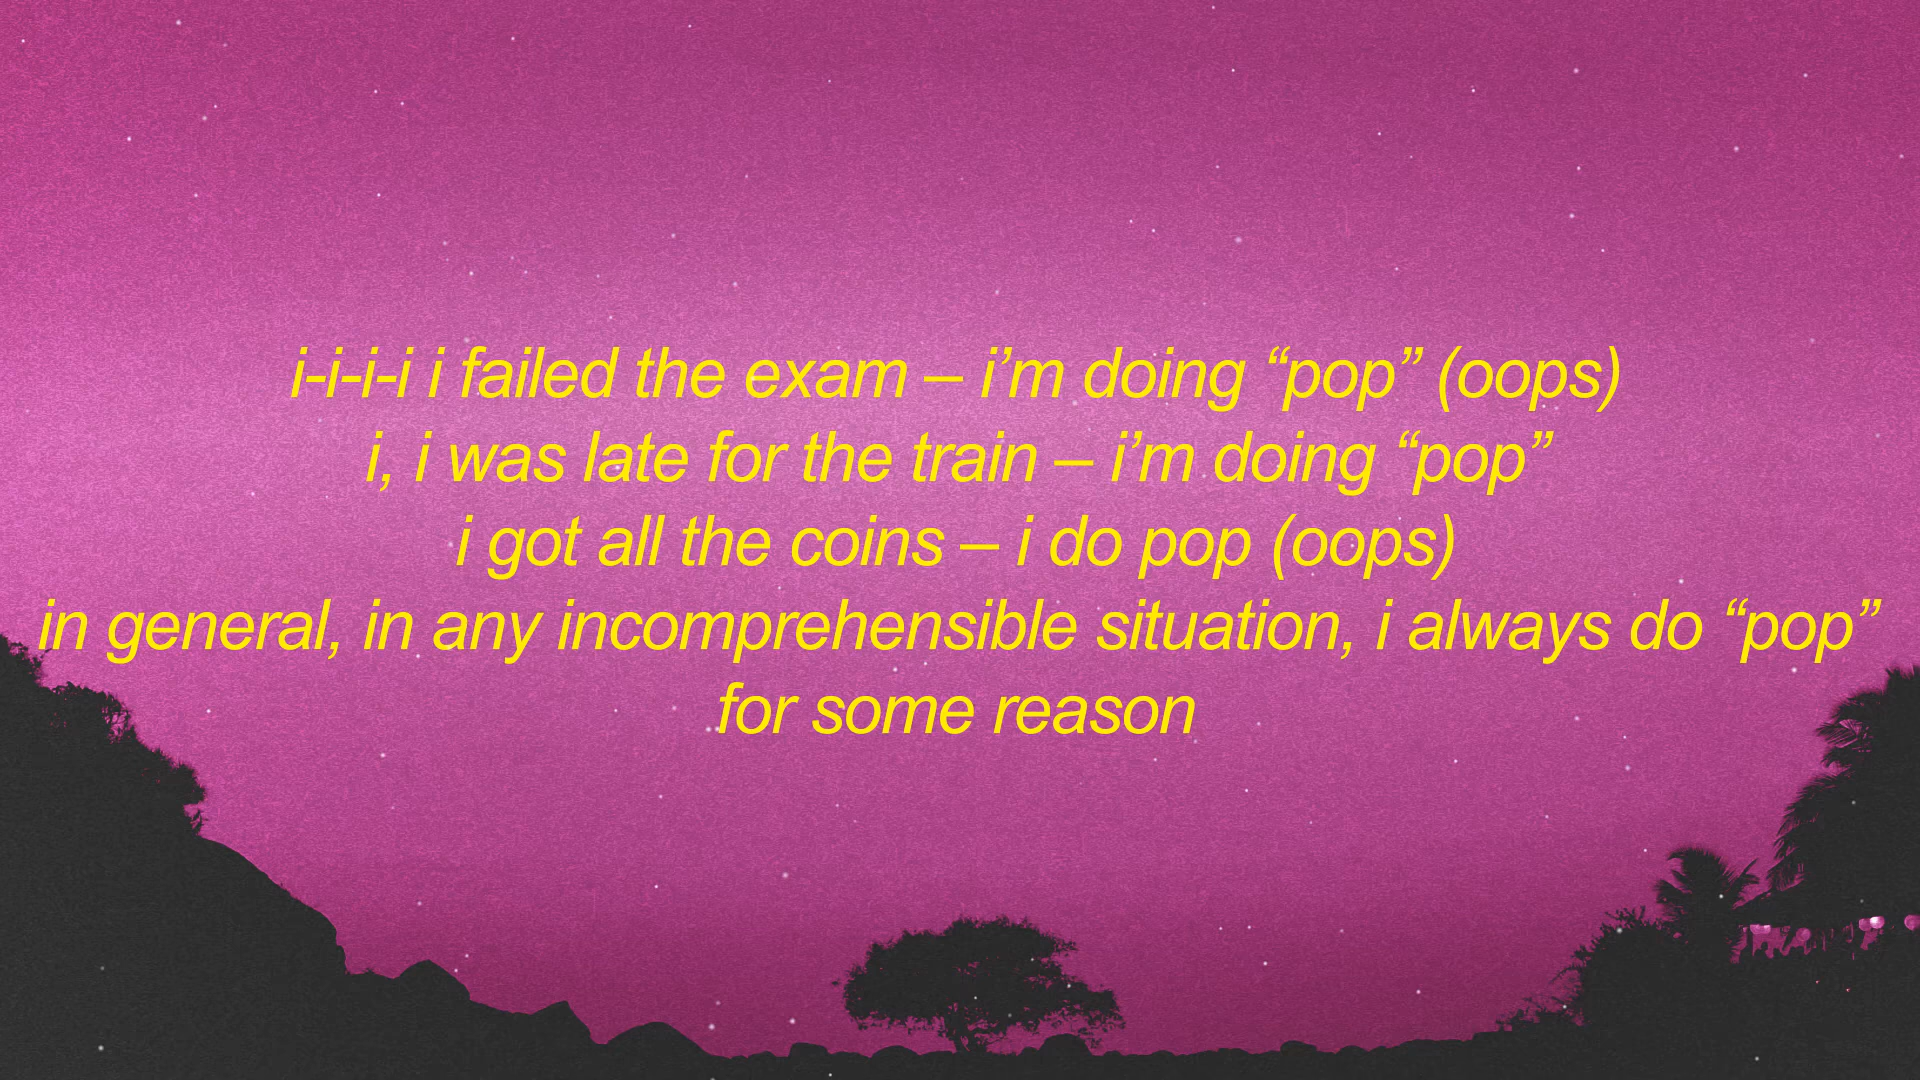 i-i-i-i i failed the exam – i’m doing “pop” (oops)
i, i was late for the train – i’m doing “pop”
i got all the coins – i do pop (oops)
in general, in any incomprehensible situation, i always do “pop”
for some reason